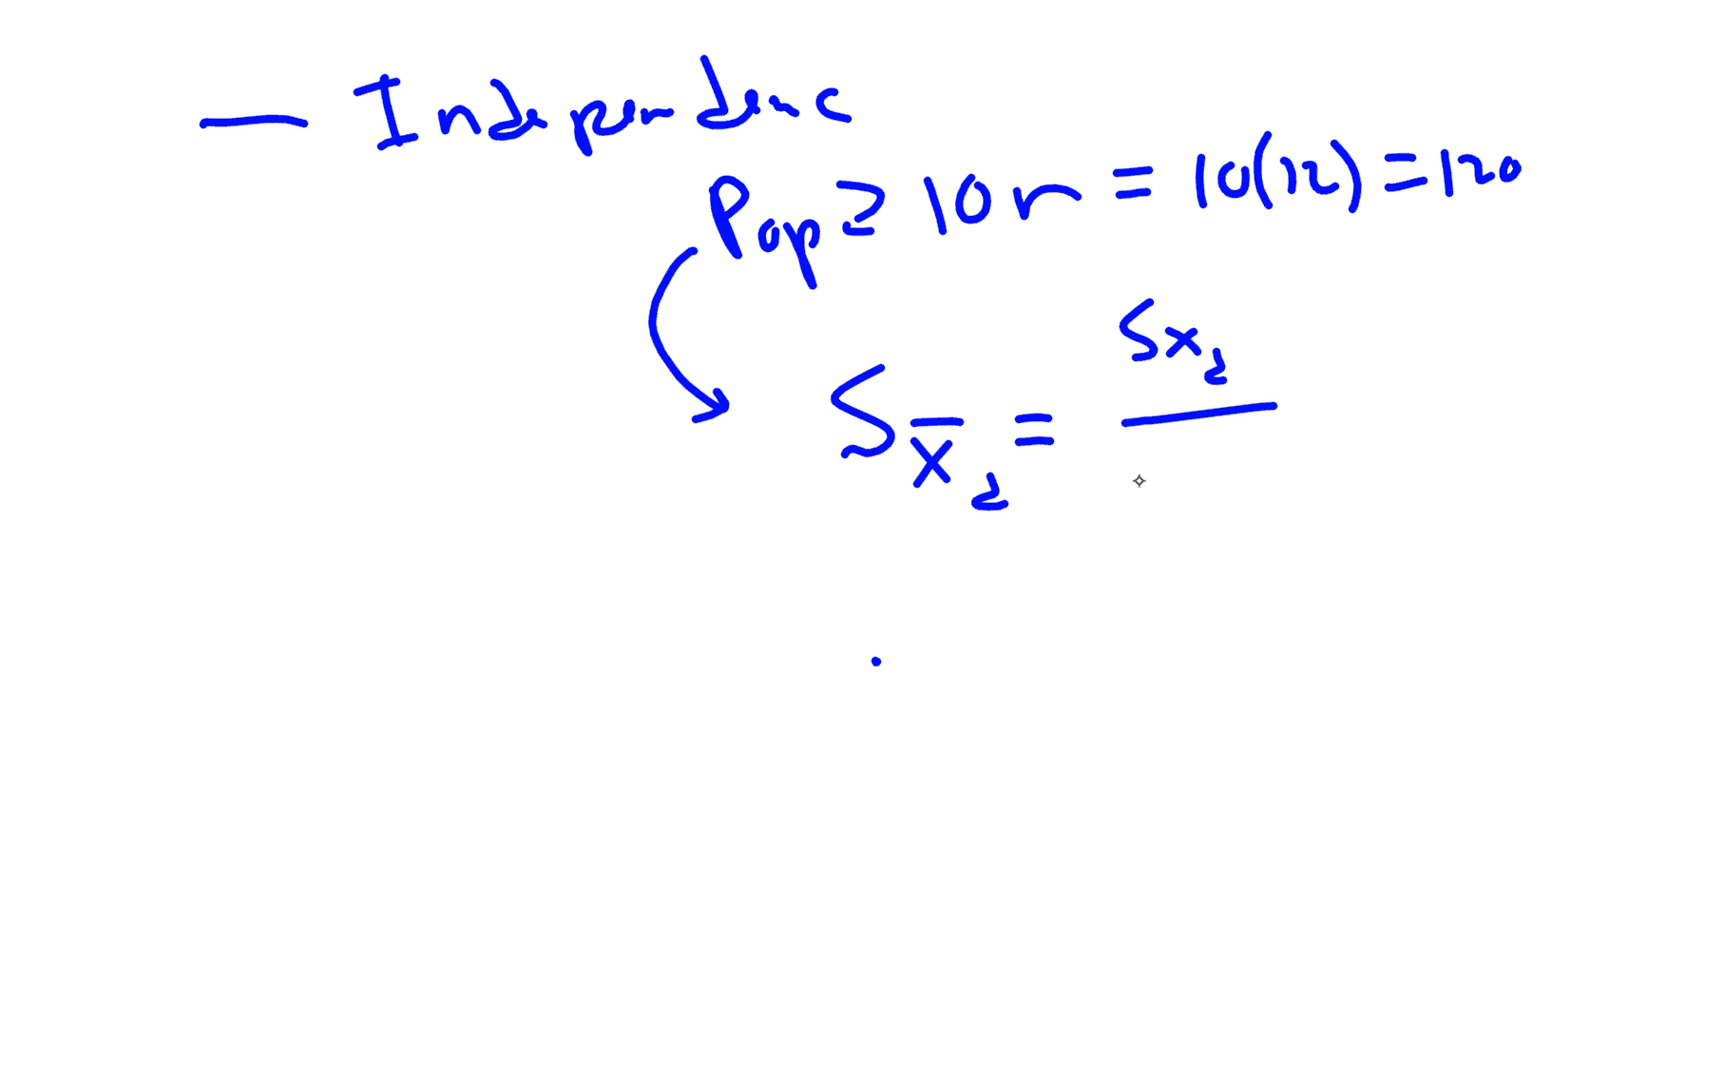 — Independenc
Pop ≥ 10n = 10(12) = 120
Sx₂
Sx̄₂ = ─